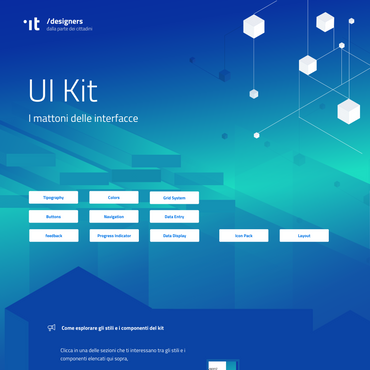 ·it /designers
dalla parte dei cittadini
UI Kit
I mattoni delle interfacce
Tipography Colors Grid System
Buttons Navigation Data Entry
feedback Progress Indicator Data Display Icon Pack Layout
Come esplorare gli stili e i componenti del kit
Clicca in una delle sezioni che ti interessano tra gli stili e i
componenti elencati qui sopra,